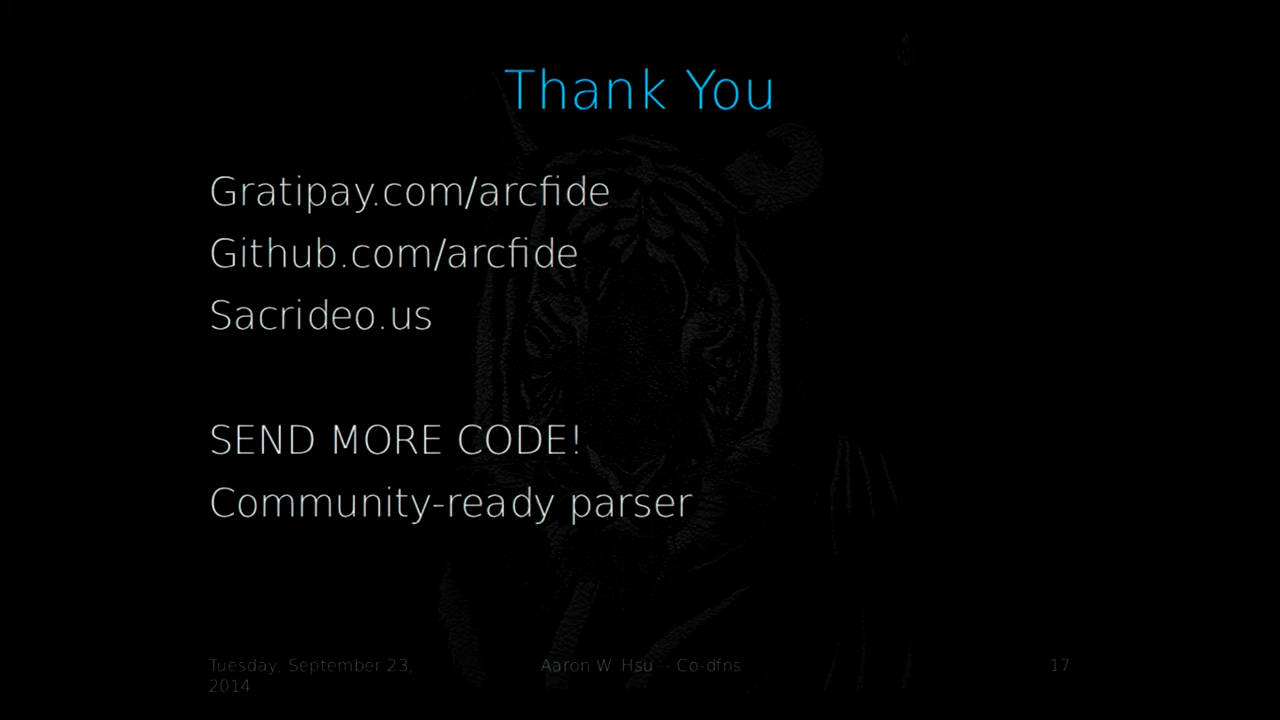 Thank You
Gratipay.com/arcfide
Github.com/arcfide
Sacrideo.us
SEND MORE CODE!
Community-ready parser
Tuesday, September 23,
2014
Aaron W Hsu -- Co-dfns
17